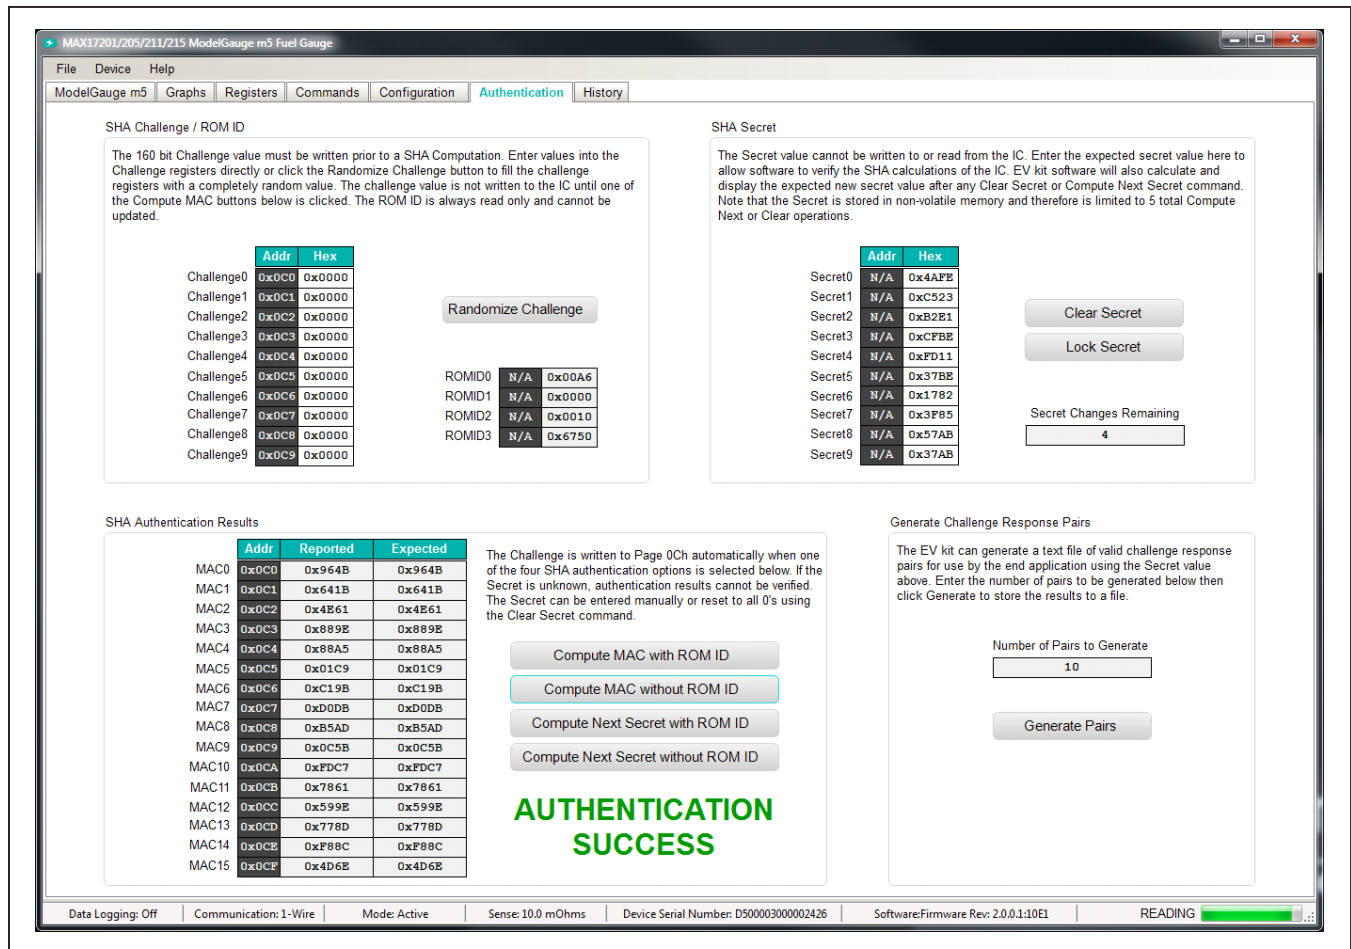 MAX17201/205/211/215 ModelGauge m5 Fuel Gauge
File Device Help
ModelGauge m5 Graphs Registers Commands Configuration Authentication History
SHA Challenge / ROM ID
The 160 bit Challenge value must be written prior to a SHA Computation. Enter values into the
Challenge registers directly or click the Randomize Challenge button to fill the challenge
registers with a completely random value. The challenge value is not written to the IC until one of
the Compute MAC buttons below is clicked. The ROM ID is always read only and cannot be
updated.
Addr Hex
Challenge0 0x0C0 0x0000
Challenge1 0x0C1 0x0000
Challenge2 0x0C2 0x0000
Challenge3 0x0C3 0x0000
Challenge4 0x0C4 0x0000
Challenge5 0x0C5 0x0000
Challenge6 0x0C6 0x0000
Challenge7 0x0C7 0x0000
Challenge8 0x0C8 0x0000
Challenge9 0x0C9 0x0000
Randomize Challenge
ROMID0 N/A 0x00A6
ROMID1 N/A 0x0000
ROMID2 N/A 0x0010
ROMID3 N/A 0x6750
SHA Secret
The Secret value cannot be written to or read from the IC. Enter the expected secret value here to
allow software to verify the SHA calculations of the IC. EV kit software will also calculate and
display the expected new secret value after any Clear Secret or Compute Next Secret command.
Note that the Secret is stored in non-volatile memory and therefore is limited to 5 total Compute
Next or Clear operations.
Addr Hex
Secret0 N/A 0x4AFE
Secret1 N/A 0xC523
Secret2 N/A 0xB2E1
Secret3 N/A 0xCFBE
Secret4 N/A 0xFD11
Secret5 N/A 0x37BE
Secret6 N/A 0x1782
Secret7 N/A 0x3F85
Secret8 N/A 0x57AB
Secret9 N/A 0x37AB
Clear Secret
Lock Secret
Secret Changes Remaining
4
SHA Authentication Results
Addr Reported Expected
MAC0 0x0C0 0x964B 0x964B
MAC1 0x0C1 0x641B 0x641B
MAC2 0x0C2 0x4E61 0x4E61
MAC3 0x0C3 0x889E 0x889E
MAC4 0x0C4 0x88A5 0x88A5
MAC5 0x0C5 0x01C9 0x01C9
MAC6 0x0C6 0xC19B 0xC19B
MAC7 0x0C7 0xD0DB 0xD0DB
MAC8 0x0C8 0xB5AD 0xB5AD
MAC9 0x0C9 0x0C5B 0x0C5B
MAC10 0x0CA 0xFDC7 0xFDC7
MAC11 0x0CB 0x7861 0x7861
MAC12 0x0CC 0x599E 0x599E
MAC13 0x0CD 0x778D 0x778D
MAC14 0x0CE 0xF88C 0xF88C
MAC15 0x0CF 0x4D6E 0x4D6E
The Challenge is written to Page 0Ch automatically when one
of the four SHA authentication options is selected below. If the
Secret is unknown, authentication results cannot be verified.
The Secret can be entered manually or reset to all 0's using
the Clear Secret command.
Compute MAC with ROM ID
Compute MAC without ROM ID
Compute Next Secret with ROM ID
Compute Next Secret without ROM ID
AUTHENTICATION
SUCCESS
Generate Challenge Response Pairs
The EV kit can generate a text file of valid challenge response
pairs for use by the end application using the Secret value
above. Enter the number of pairs to be generated below then
click Generate to store the results to a file.
Number of Pairs to Generate
10
Generate Pairs
Data Logging: Off Communication: 1-Wire Mode: Active Sense: 10.0 mOhms Device Serial Number: D500003000002426 Software:Firmware Rev: 2.0.0.1:10E1 READING